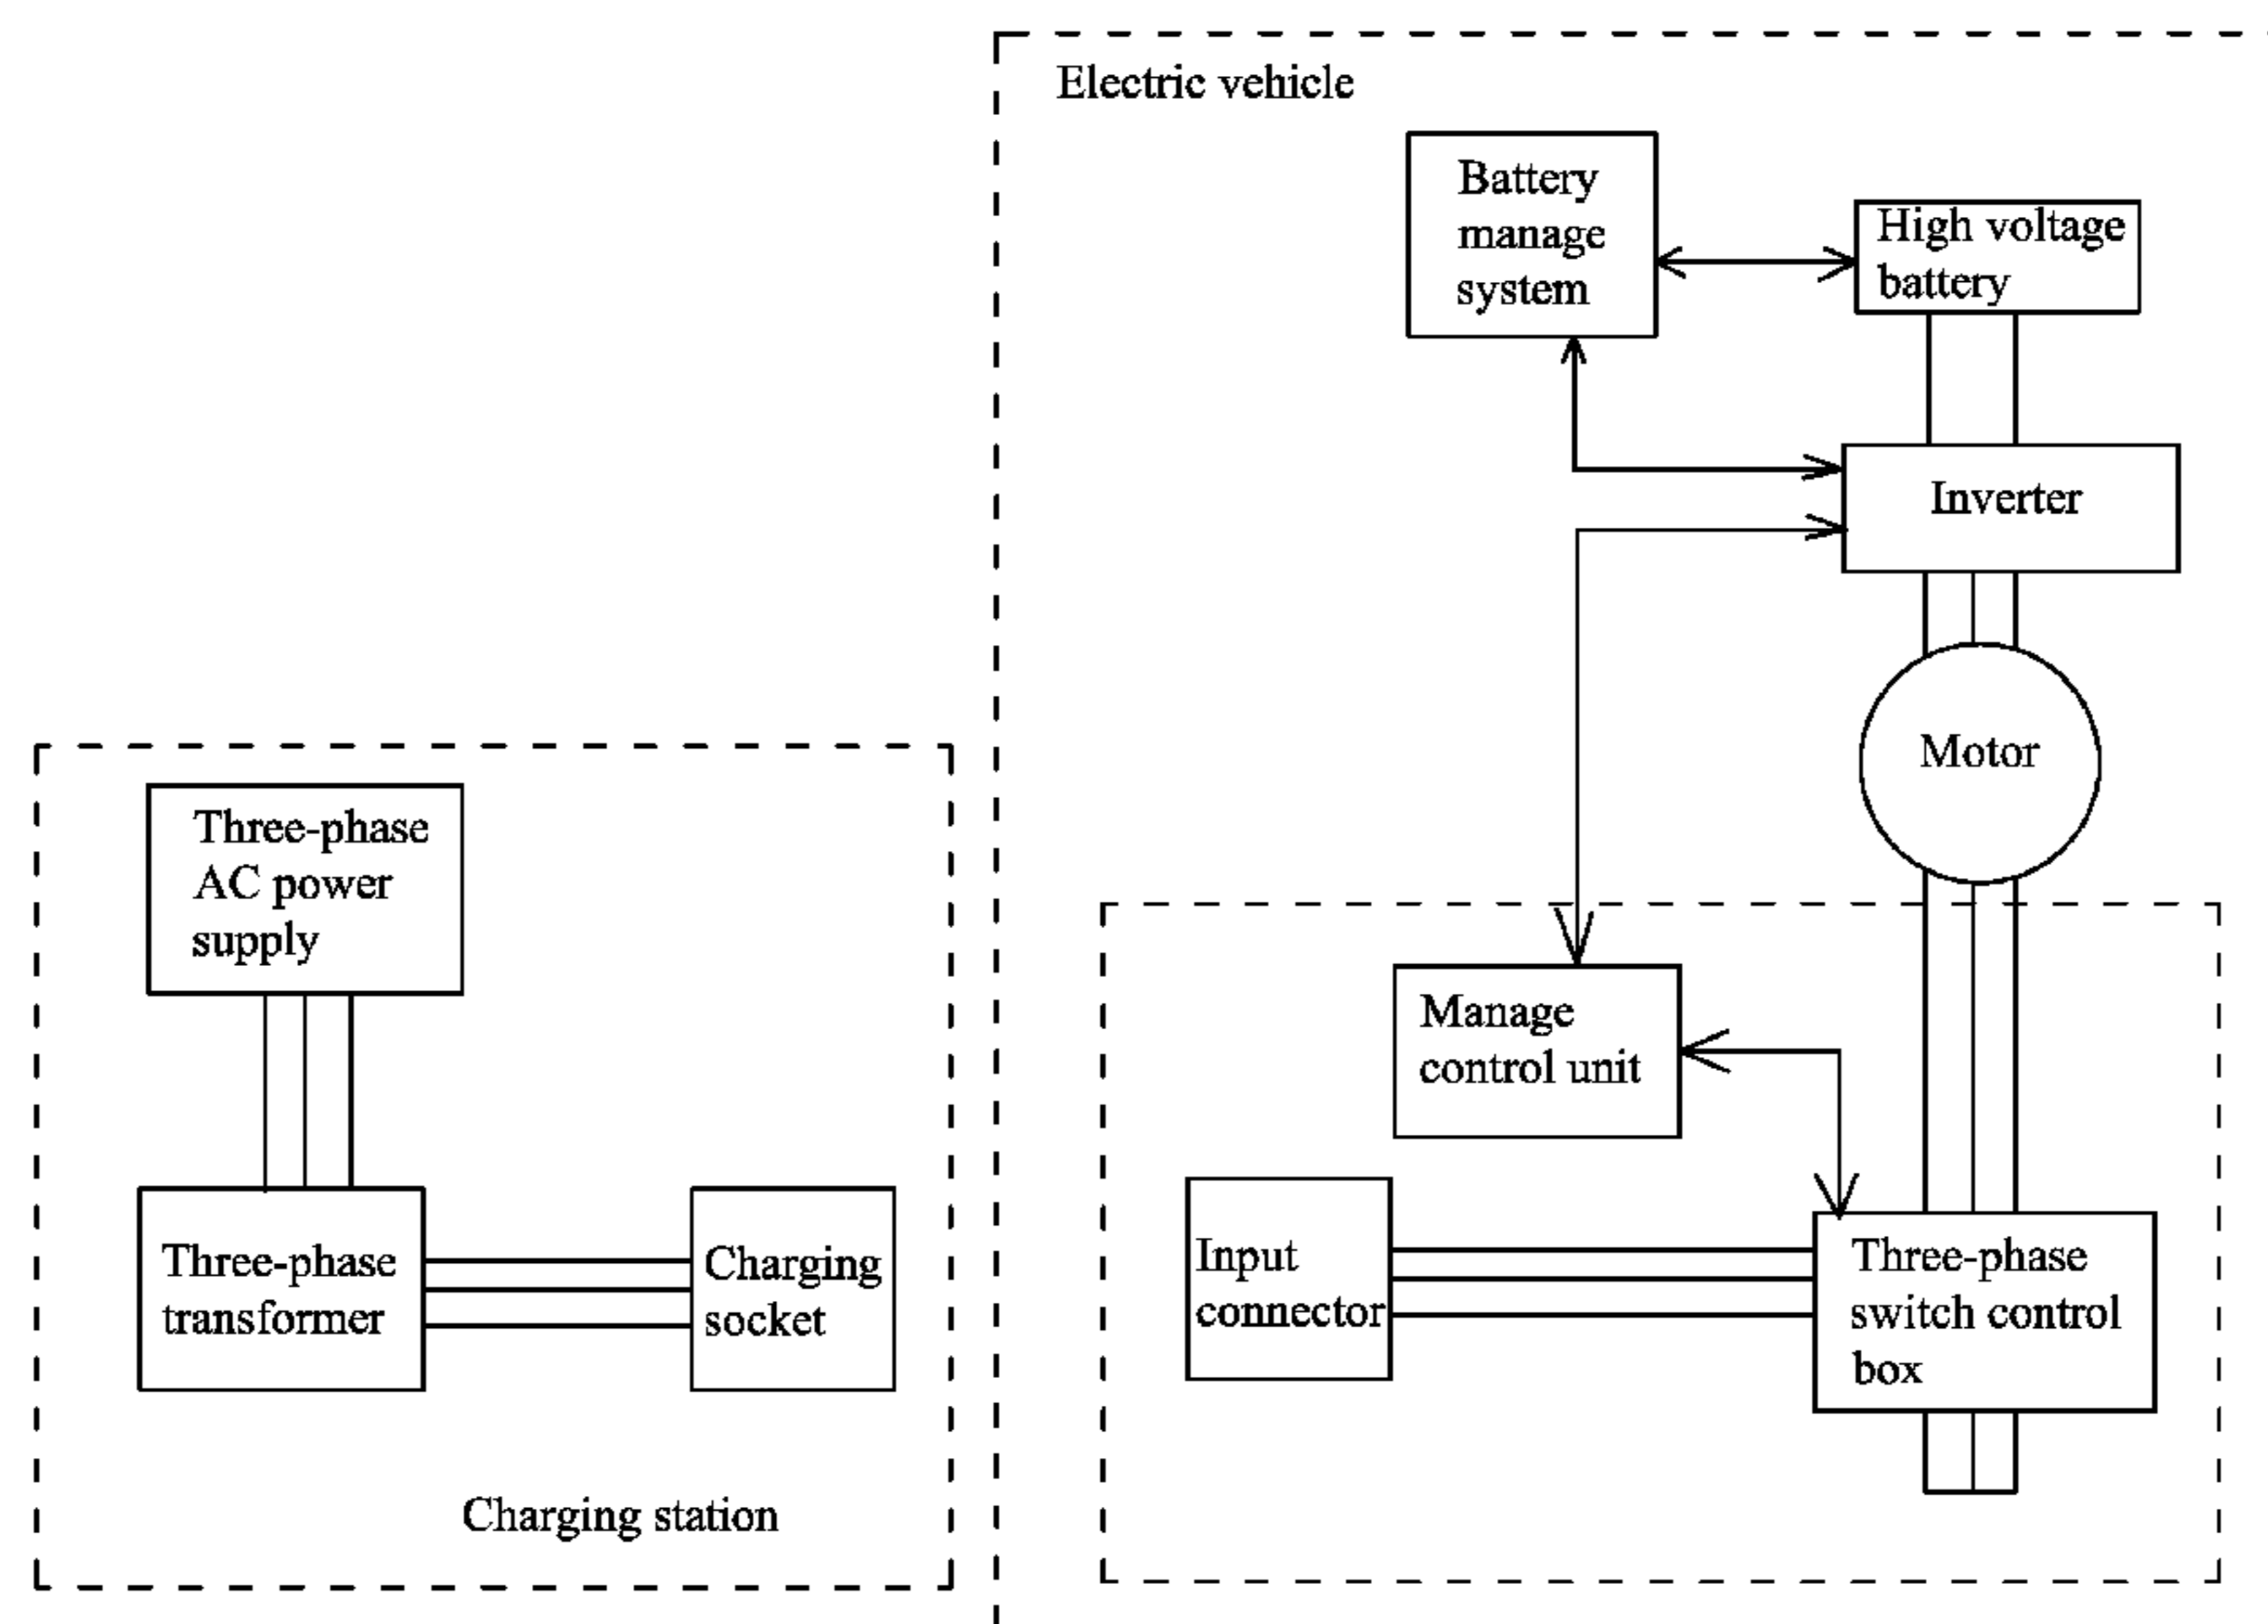 Electric vehicle
Battery
manage
system
High voltage
battery
Inverter
Motor
Three-phase
AC power
supply
Manage
control unit
Three-phase
transformer
Charging
socket
Input
connector
Three-phase
switch control
box
Charging station